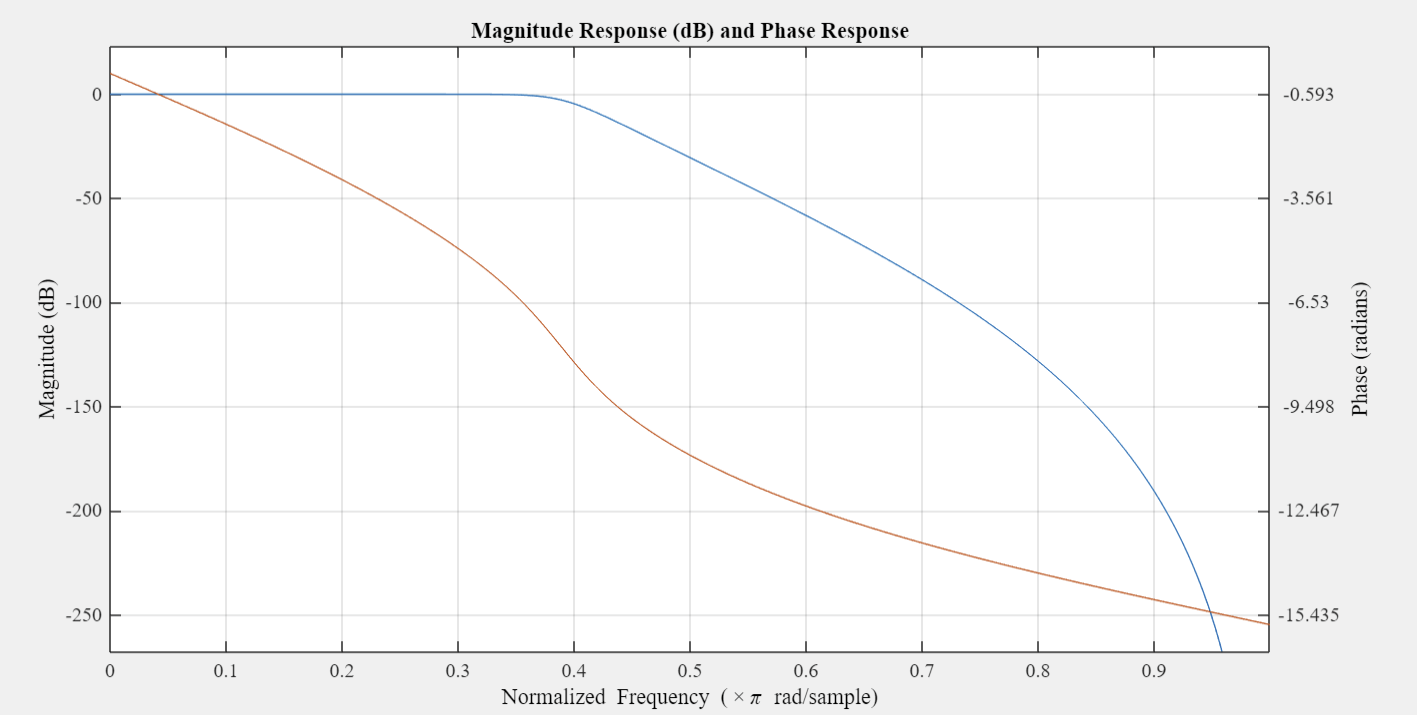 Magnitude Response (dB) and Phase Response
0
-50
-100
-150
-200
-250
Magnitude (dB)
-0.593
-3.561
-6.53
-9.498
-12.467
-15.435
Phase (radians)
0 0.1 0.2 0.3 0.4 0.5 0.6 0.7 0.8 0.9
Normalized Frequency ( × π rad/sample)